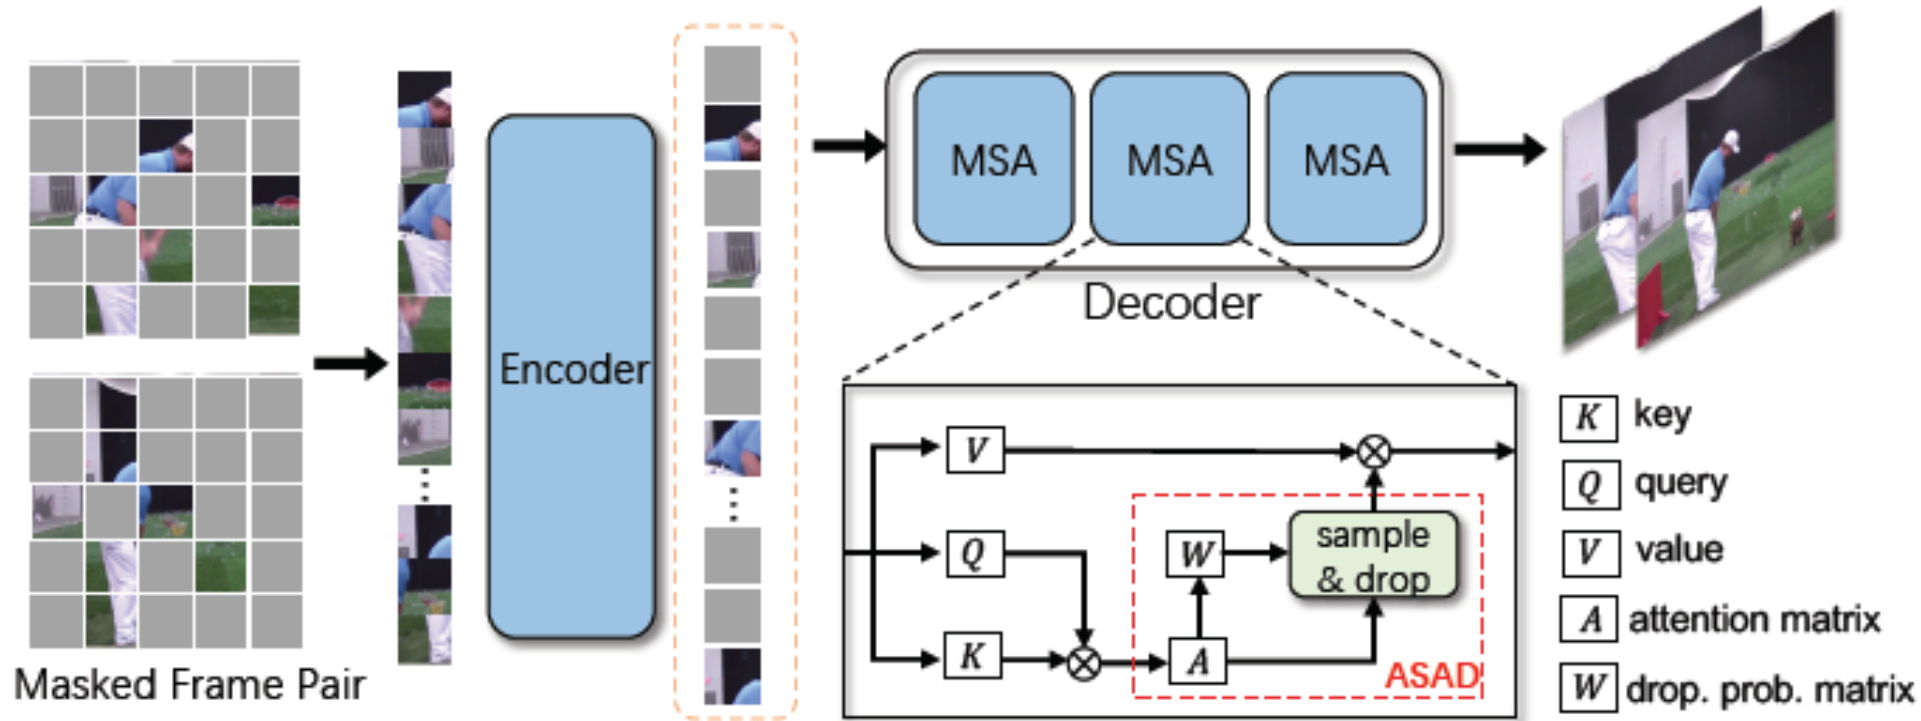 Masked Frame Pair
Encoder
MSA
MSA
MSA
Decoder
V
Q
K
A
W
sample
& drop
ASAD
K key
Q query
V value
A attention matrix
W drop. prob. matrix